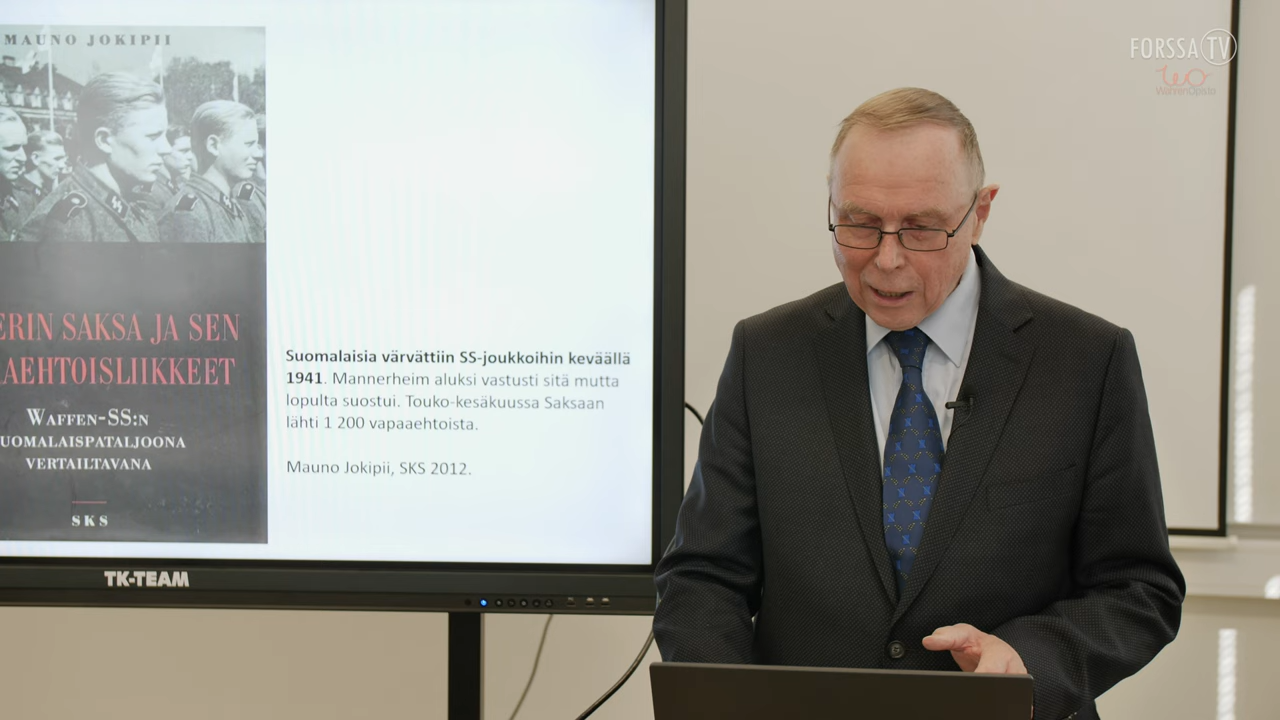 MAUNO JOKIPII
ERIN SAKSA JA SEN
AEHTOISLIIKKEET
WAFFEN-SS:N
UOMALAISPATALJOONA
VERTAILTAVANA
SKS
Suomalaisia värvättiin SS-joukkoihin keväällä
1941. Mannerheim aluksi vastusti sitä mutta
lopulta suostui. Touko-kesäkuussa Saksaan
lähti 1 200 vapaaehtoista.
Mauno Jokipii, SKS 2012.
TK-TEAM
FORSSA TV
WahrenOpisto